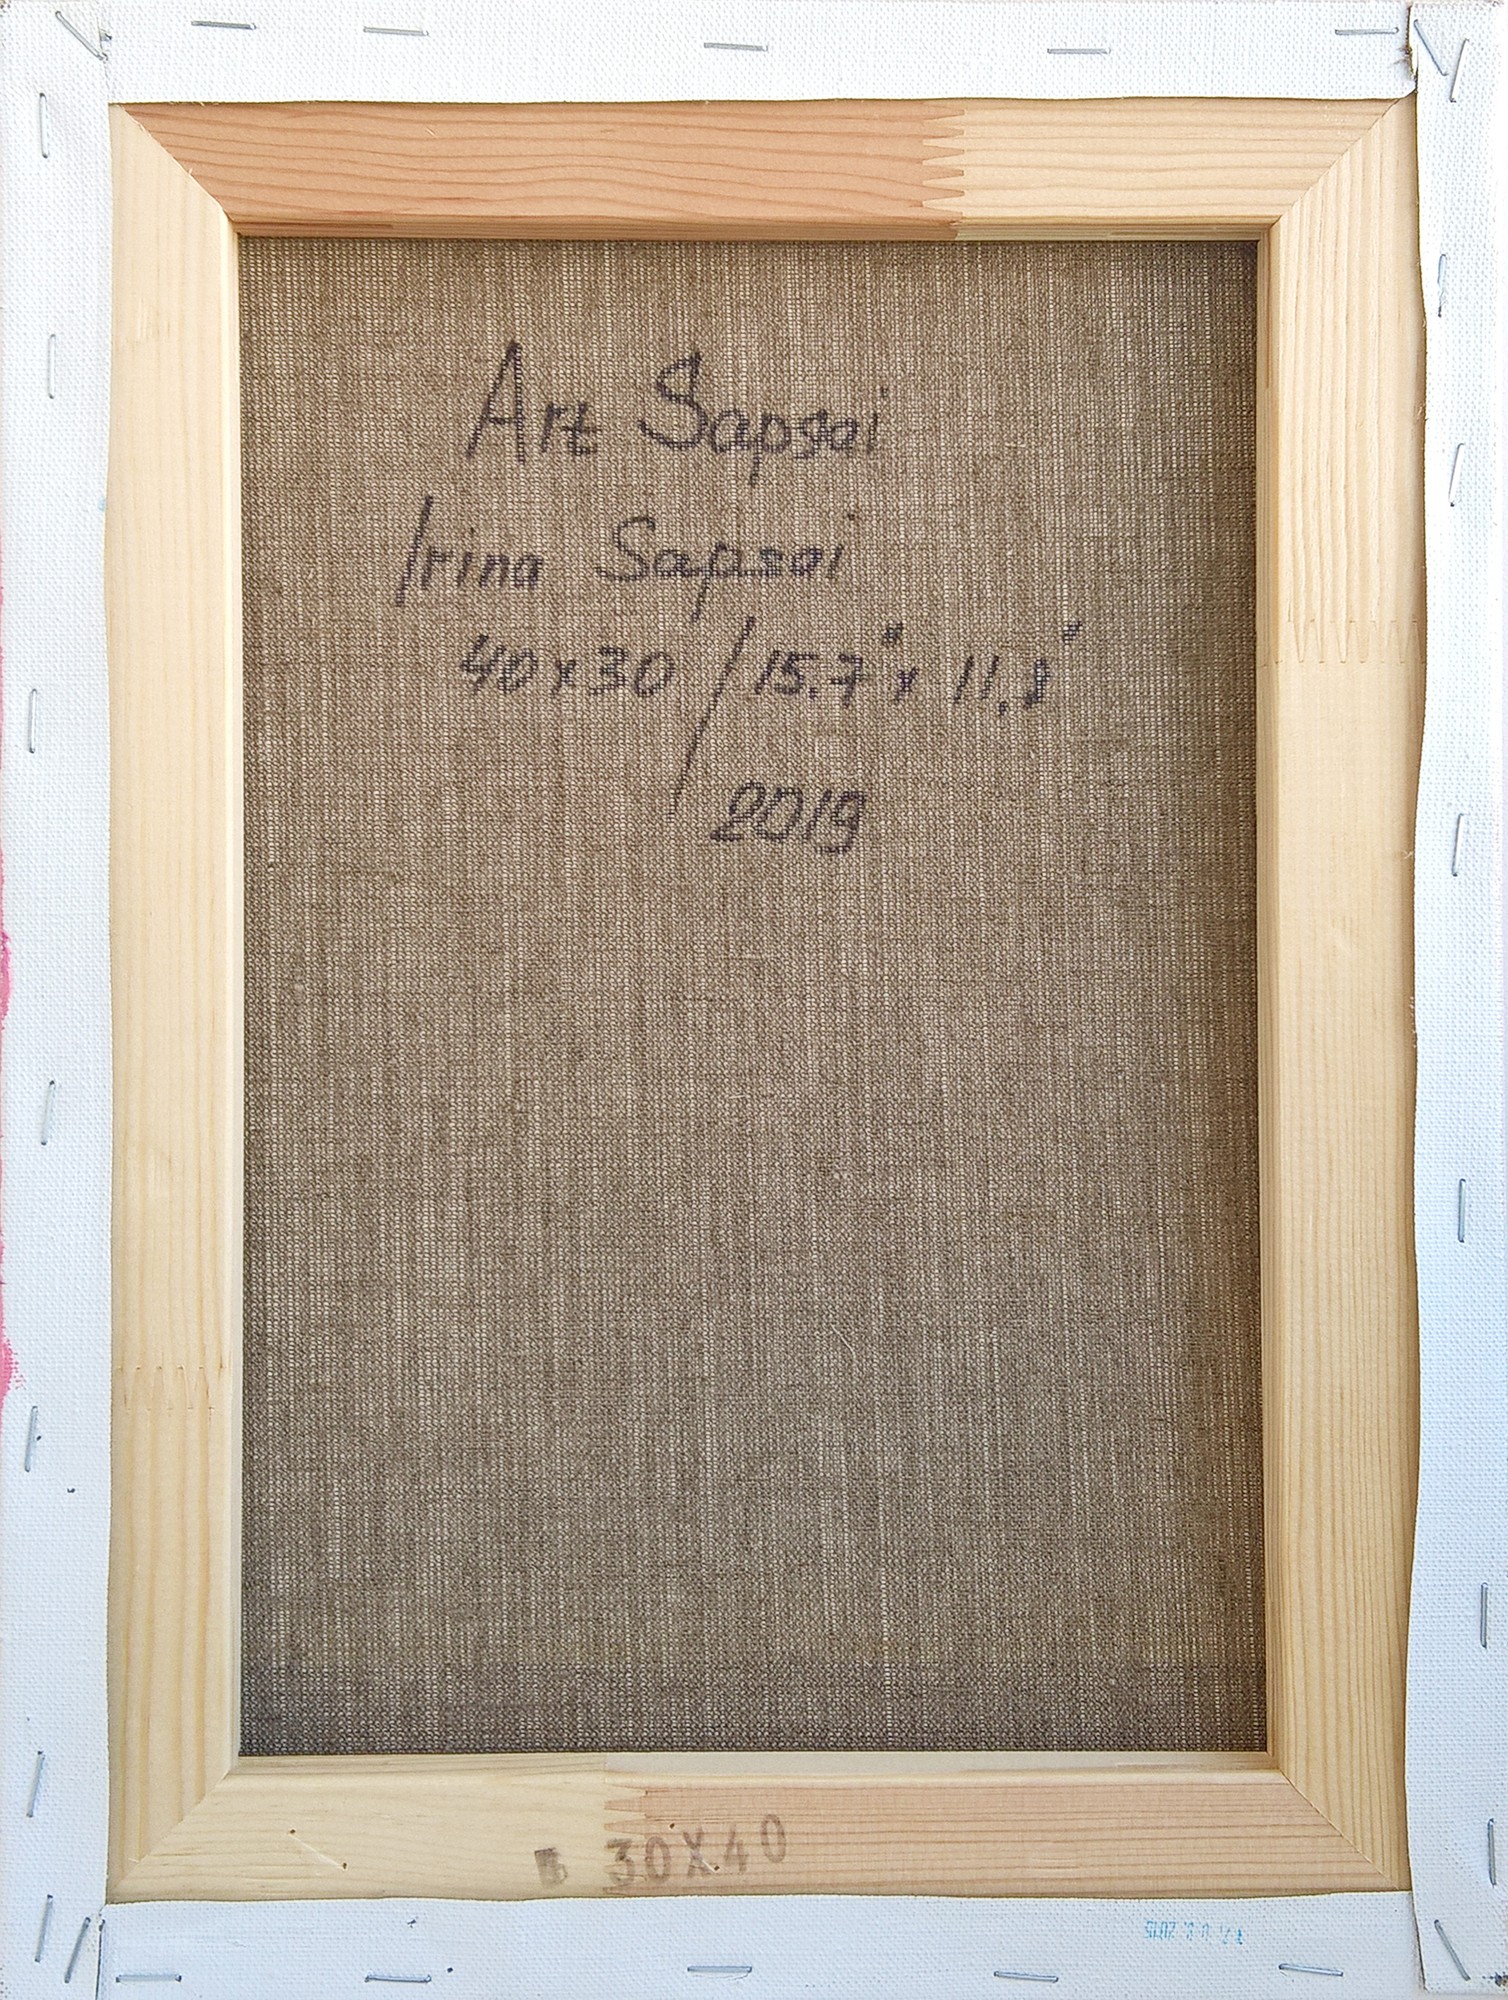 Art Sapsai
Irina Sapsai
40x30 / 15.7" x 11.8"
2019
30X40